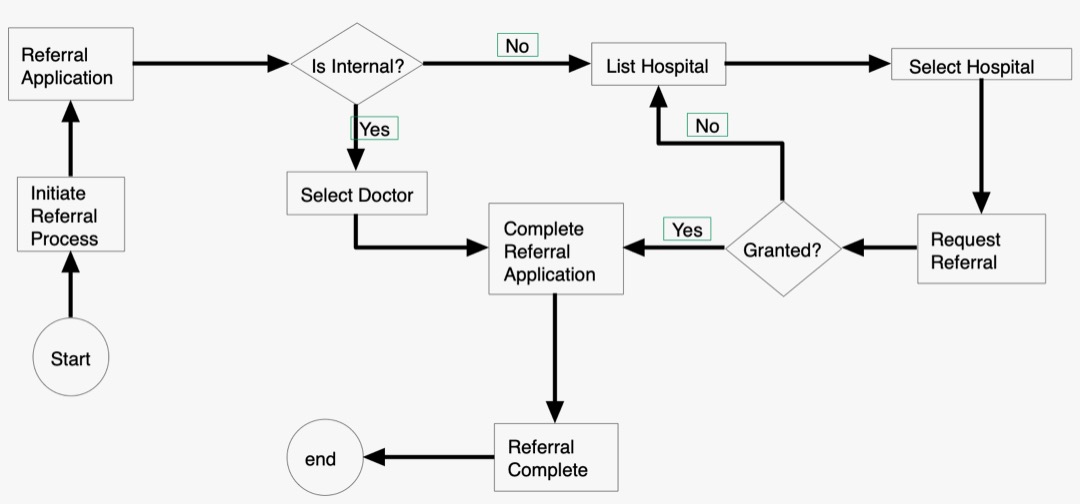 Referral
Application
Is Internal?
No
List Hospital
Select Hospital
Yes
No
Initiate
Referral
Process
Select Doctor
Complete
Referral
Application
Yes
Granted?
Request
Referral
Start
Referral
Complete
end